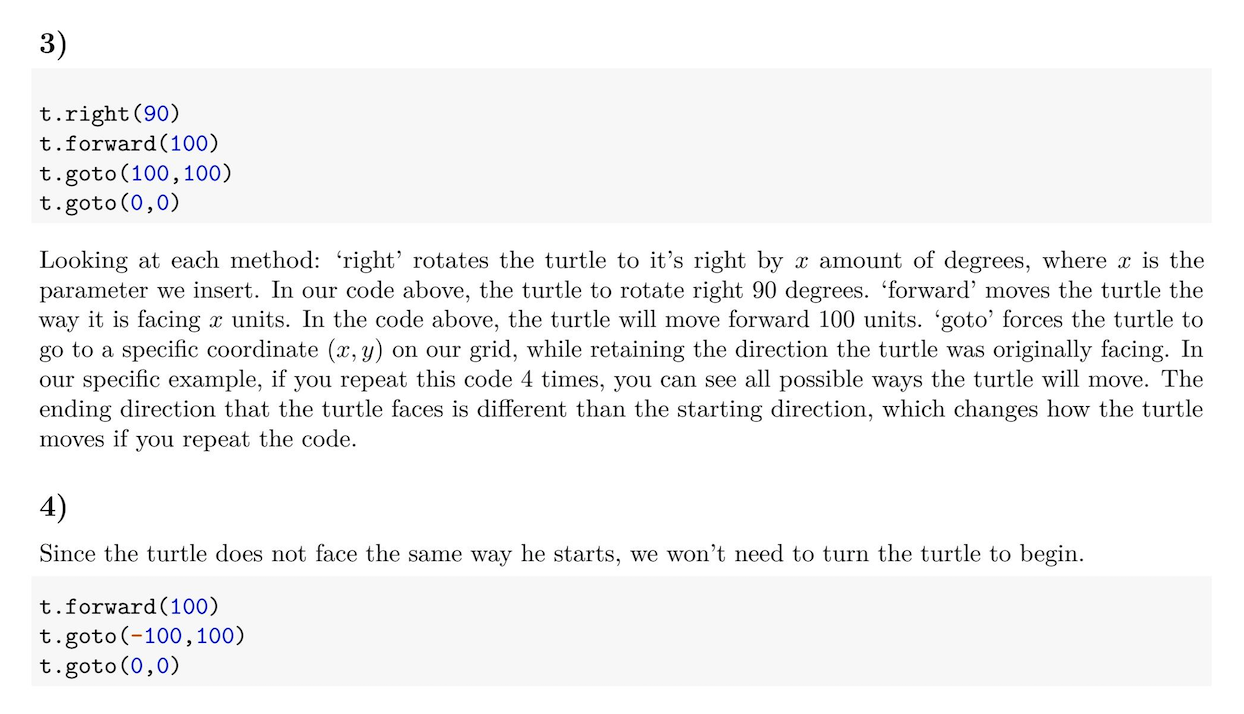 3)
t.right(90)
t.forward(100)
t.goto(100,100)
t.goto(0,0)
Looking at each method: ‘right’ rotates the turtle to it’s right by x amount of degrees, where x is the
parameter we insert. In our code above, the turtle to rotate right 90 degrees. ‘forward’ moves the turtle the
way it is facing x units. In the code above, the turtle will move forward 100 units. ‘goto’ forces the turtle to
go to a specific coordinate (x, y) on our grid, while retaining the direction the turtle was originally facing. In
our specific example, if you repeat this code 4 times, you can see all possible ways the turtle will move. The
ending direction that the turtle faces is different than the starting direction, which changes how the turtle
moves if you repeat the code.
4)
Since the turtle does not face the same way he starts, we won’t need to turn the turtle to begin.
t.forward(100)
t.goto(-100,100)
t.goto(0,0)